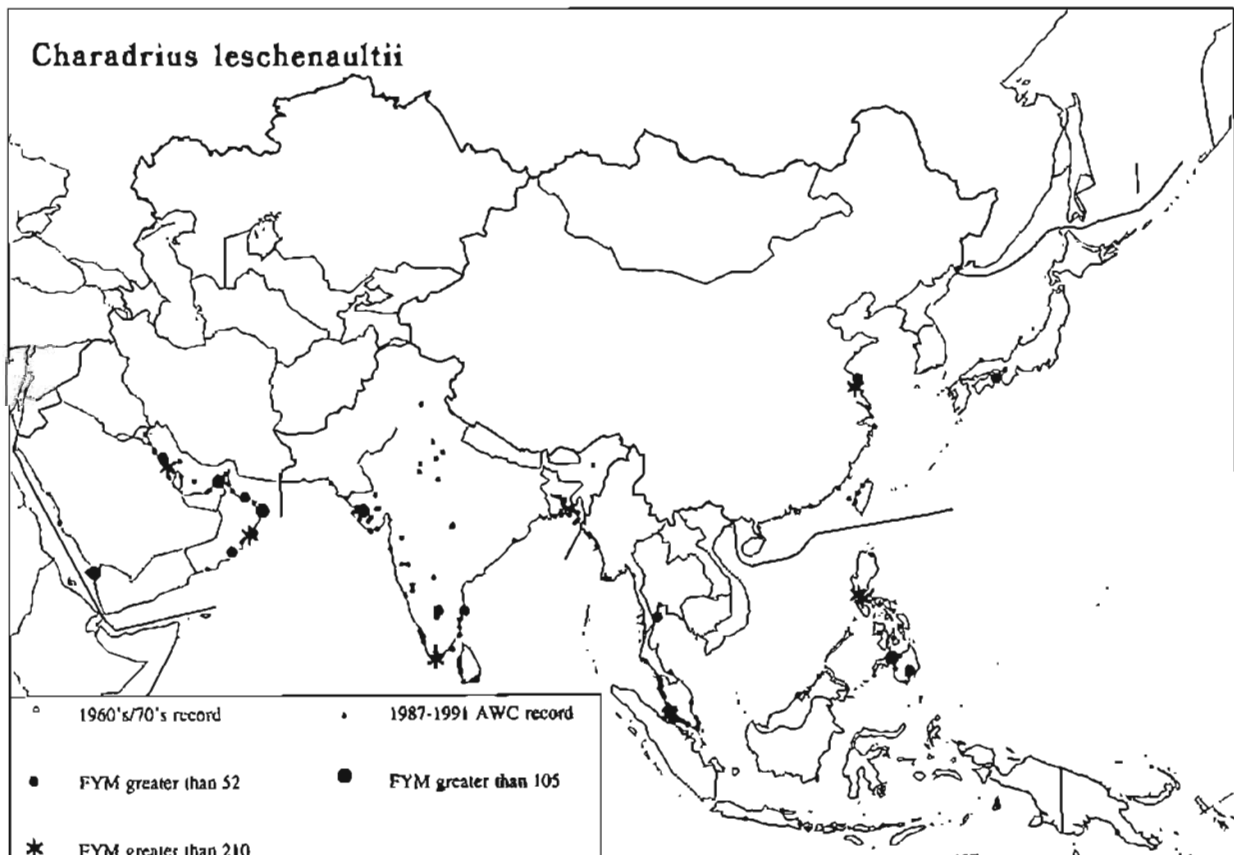 Charadrius leschenaultii
1960's/70's record
1987-1991 AWC record
FYM greater than 52
FYM greater than 105
FYM greater than 210